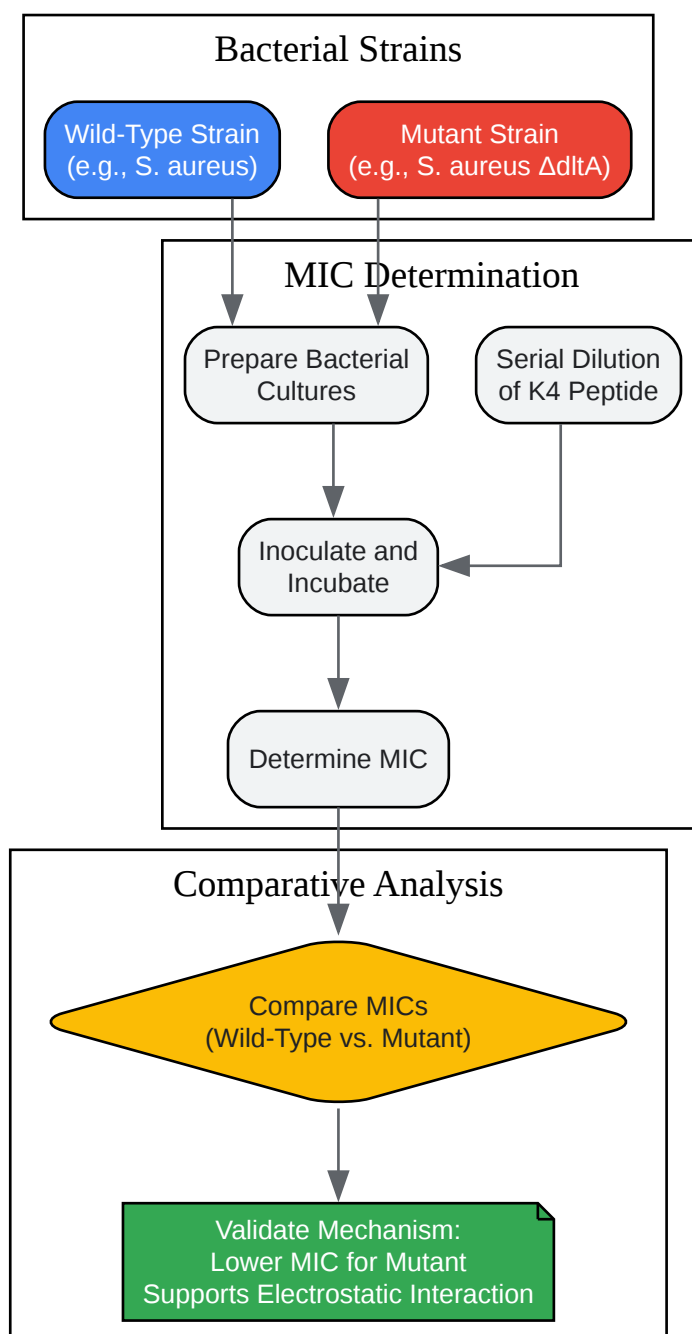 Bacterial Strains
Wild-Type Strain
(e.g., S. aureus)
Mutant Strain
(e.g., S. aureus ΔdltA)
MIC Determination
Prepare Bacterial
Cultures
Serial Dilution
of K4 Peptide
Inoculate and
Incubate
Determine MIC
Comparative Analysis
Compare MICs
(Wild-Type vs. Mutant)
Validate Mechanism:
Lower MIC for Mutant
Supports Electrostatic Interaction